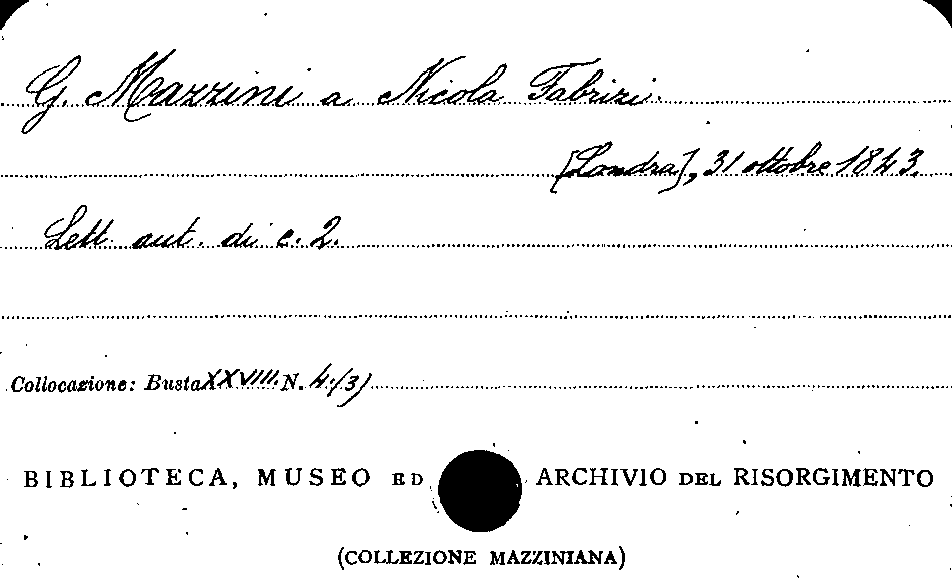 G. Mazzini a Nicola Fabrizi.
[Londra], 31 ottobre 1843.
Lett. aut. di c. 2.
Collocazione: Busta XXVIII. N. 4(3)
BIBLIOTECA, MUSEO ED ARCHIVIO DEL RISORGIMENTO
(COLLEZIONE MAZZINIANA)